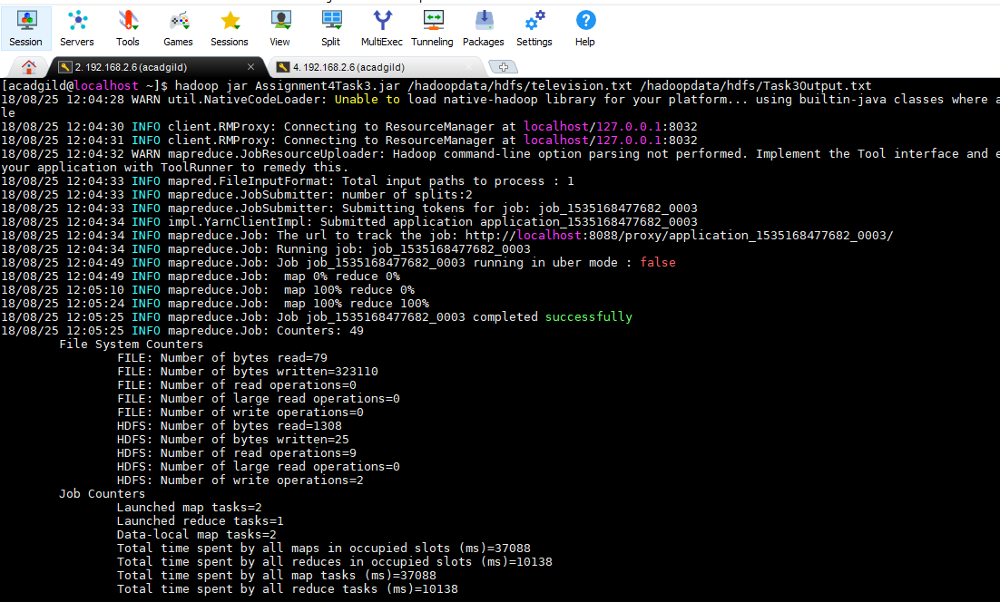 Session Servers Tools Games Sessions View Split MultiExec Tunneling Packages Settings Help
2. 192.168.2.6 (acadgild) 4. 192.168.2.6 (acadgild)
[acadgild@localhost ~]$ hadoop jar Assignment4Task3.jar /hadoopdata/hdfs/television.txt /hadoopdata/hdfs/Task3Output.txt
18/08/25 12:04:28 WARN util.NativeCodeLoader: Unable to load native-hadoop library for your platform... using builtin-java classes where a
le
18/08/25 12:04:30 INFO client.RMProxy: Connecting to ResourceManager at localhost/127.0.0.1:8032
18/08/25 12:04:31 INFO client.RMProxy: Connecting to ResourceManager at localhost/127.0.0.1:8032
18/08/25 12:04:32 WARN mapreduce.JobResourceUploader: Hadoop command-line option parsing not performed. Implement the Tool interface and e
your application with ToolRunner to remedy this.
18/08/25 12:04:33 INFO mapred.FileInputFormat: Total input paths to process : 1
18/08/25 12:04:33 INFO mapreduce.JobSubmitter: number of splits:2
18/08/25 12:04:33 INFO mapreduce.JobSubmitter: Submitting tokens for job: job_1535168477682_0003
18/08/25 12:04:34 INFO impl.YarnClientImpl: Submitted application application_1535168477682_0003
18/08/25 12:04:34 INFO mapreduce.Job: The url to track the job: http://localhost:8088/proxy/application_1535168477682_0003/
18/08/25 12:04:34 INFO mapreduce.Job: Running job: job_1535168477682_0003
18/08/25 12:04:49 INFO mapreduce.Job: Job job_1535168477682_0003 running in uber mode : false
18/08/25 12:04:49 INFO mapreduce.Job:  map 0% reduce 0%
18/08/25 12:05:10 INFO mapreduce.Job:  map 100% reduce 0%
18/08/25 12:05:24 INFO mapreduce.Job:  map 100% reduce 100%
18/08/25 12:05:25 INFO mapreduce.Job: Job job_1535168477682_0003 completed successfully
18/08/25 12:05:25 INFO mapreduce.Job: Counters: 49
File System Counters
FILE: Number of bytes read=79
FILE: Number of bytes written=323110
FILE: Number of read operations=0
FILE: Number of large read operations=0
FILE: Number of write operations=0
HDFS: Number of bytes read=1308
HDFS: Number of bytes written=25
HDFS: Number of read operations=9
HDFS: Number of large read operations=0
HDFS: Number of write operations=2
Job Counters
Launched map tasks=2
Launched reduce tasks=1
Data-local map tasks=2
Total time spent by all maps in occupied slots (ms)=37088
Total time spent by all reduces in occupied slots (ms)=10138
Total time spent by all map tasks (ms)=37088
Total time spent by all reduce tasks (ms)=10138